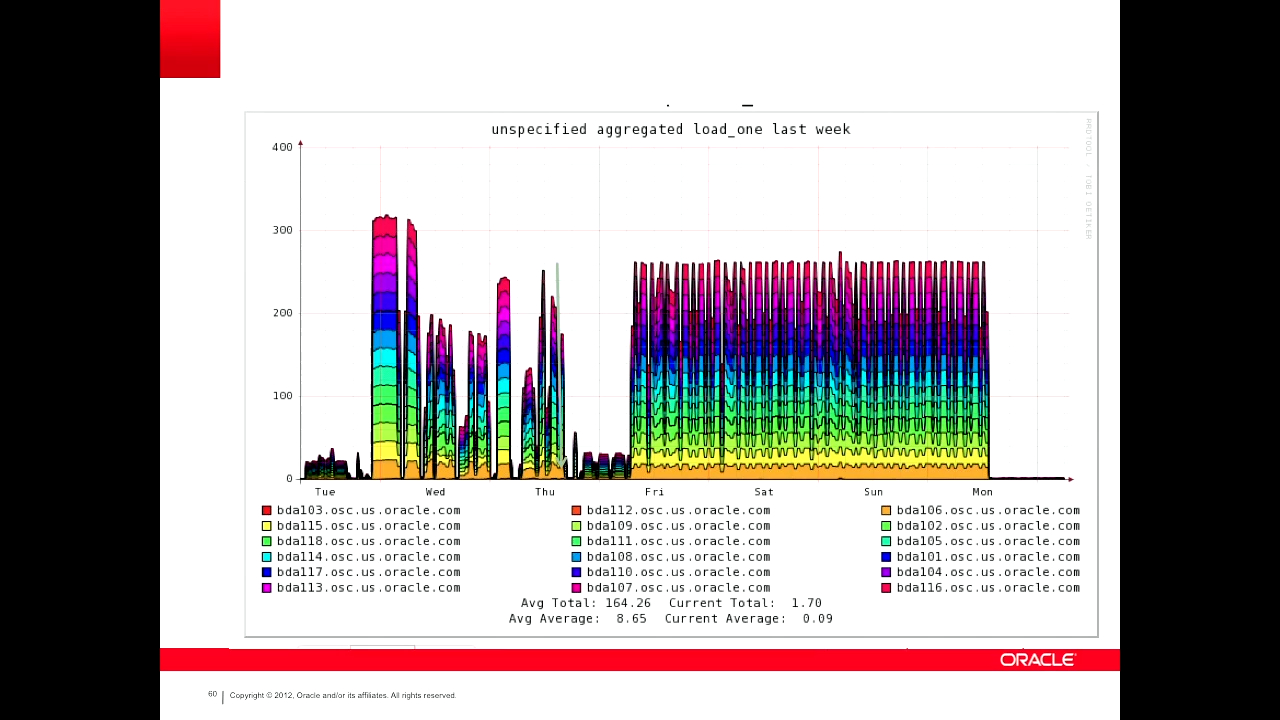 unspecified aggregated load_one last week
RRDTOOL / TOBI OETIKER
400
300
200
100
0
Tue Wed Thu Fri Sat Sun Mon
bda103.osc.us.oracle.com bda112.osc.us.oracle.com bda106.osc.us.oracle.com
bda115.osc.us.oracle.com bda109.osc.us.oracle.com bda102.osc.us.oracle.com
bda118.osc.us.oracle.com bda111.osc.us.oracle.com bda105.osc.us.oracle.com
bda114.osc.us.oracle.com bda108.osc.us.oracle.com bda101.osc.us.oracle.com
bda117.osc.us.oracle.com bda110.osc.us.oracle.com bda104.osc.us.oracle.com
bda113.osc.us.oracle.com bda107.osc.us.oracle.com bda116.osc.us.oracle.com
Avg Total: 164.26 Current Total: 1.70
Avg Average: 8.65 Current Average: 0.09
ORACLE
60 Copyright © 2012, Oracle and/or its affiliates. All rights reserved.